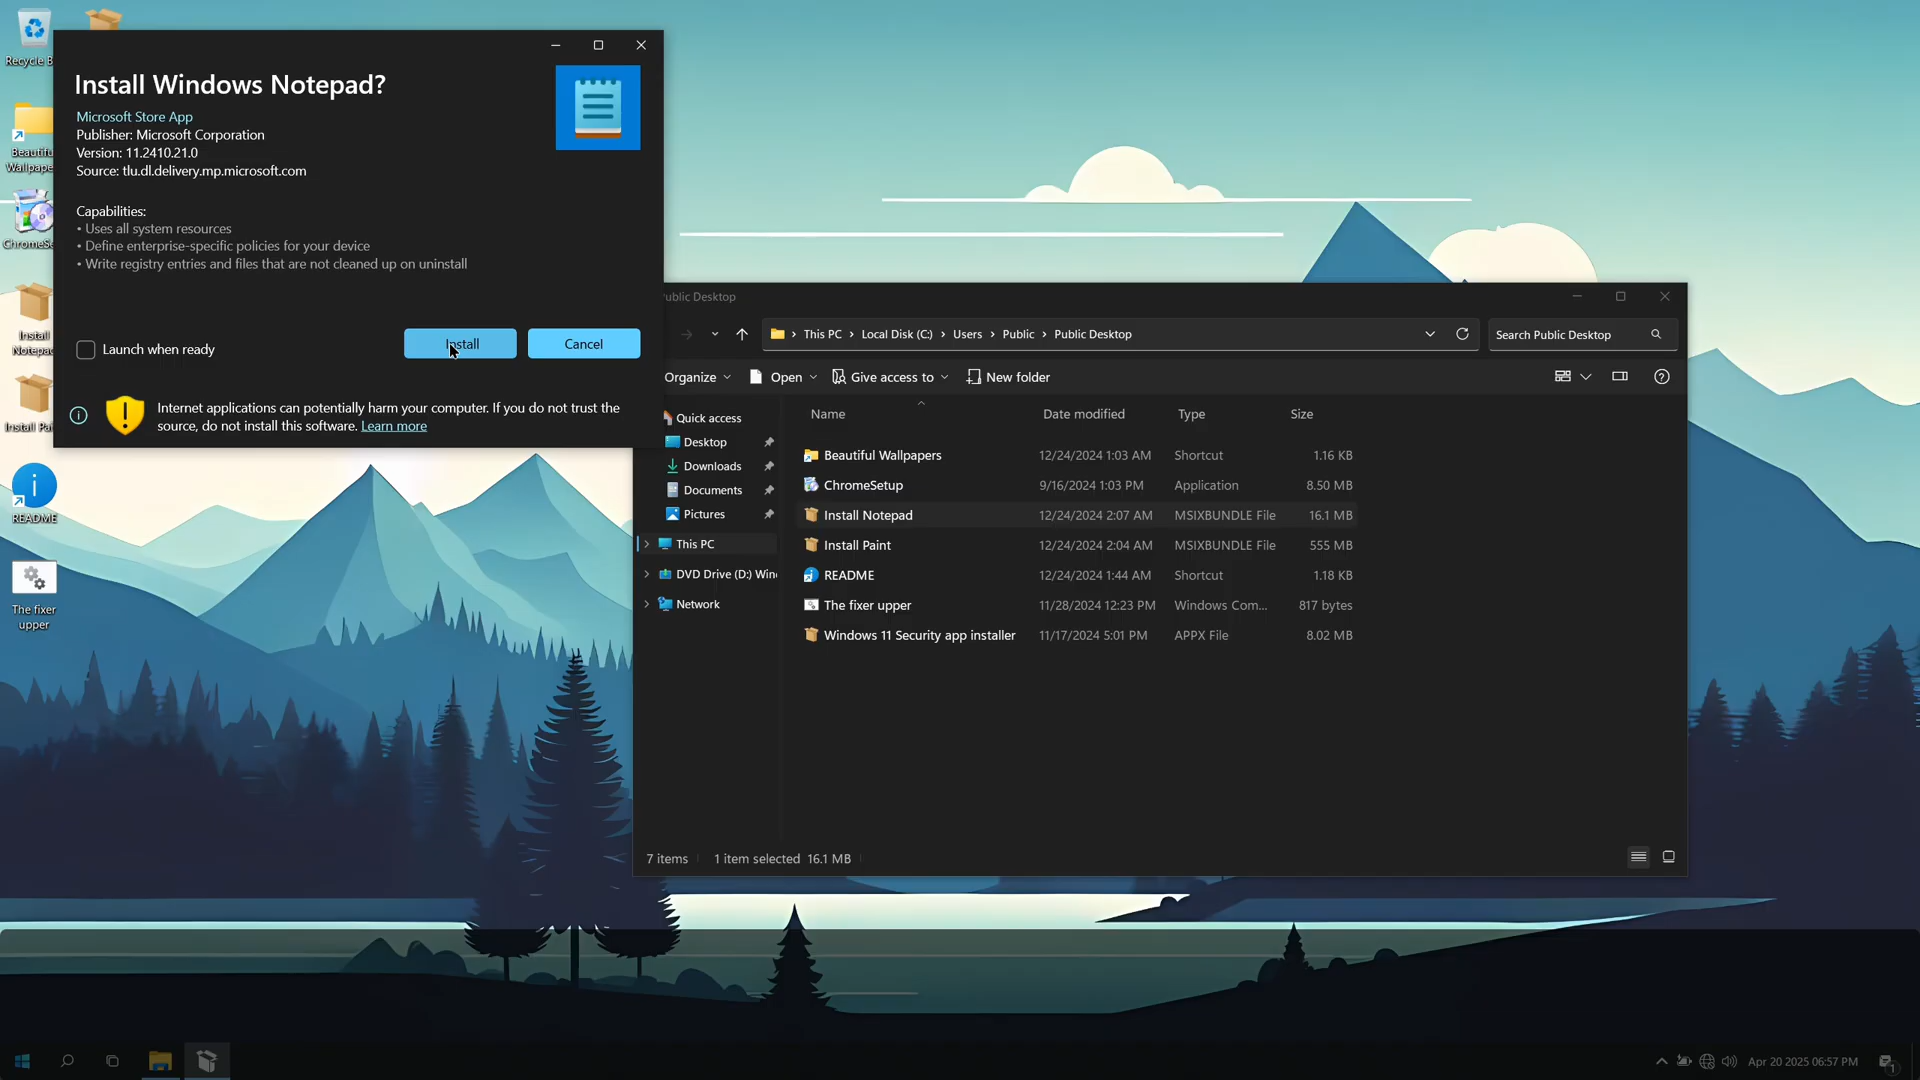 Recycle B
Beautifu
Wallpape
ChromeSe
Install
Notepad
Install Pai
README
The fixer
upper
Install Windows Notepad?
Microsoft Store App
Publisher: Microsoft Corporation
Version: 11.2410.21.0
Source: tlu.dl.delivery.mp.microsoft.com
Capabilities:
• Uses all system resources
• Define enterprise-specific policies for your device
• Write registry entries and files that are not cleaned up on uninstall
Launch when ready
Install
Cancel
Internet applications can potentially harm your computer. If you do not trust the
source, do not install this software. Learn more
Public Desktop
This PC › Local Disk (C:) › Users › Public › Public Desktop
Search Public Desktop
Organize Open Give access to New folder
Quick access
Desktop
Downloads
Documents
Pictures
This PC
DVD Drive (D:) Win
Network
Name Date modified Type Size
Beautiful Wallpapers 12/24/2024 1:03 AM Shortcut 1.16 KB
ChromeSetup 9/16/2024 1:03 PM Application 8.50 MB
Install Notepad 12/24/2024 2:07 AM MSIXBUNDLE File 16.1 MB
Install Paint 12/24/2024 2:04 AM MSIXBUNDLE File 555 MB
README 12/24/2024 1:44 AM Shortcut 1.18 KB
The fixer upper 11/28/2024 12:23 PM Windows Com... 817 bytes
Windows 11 Security app installer 11/17/2024 5:01 PM APPX File 8.02 MB
7 items 1 item selected 16.1 MB
Apr 20 2025 06:57 PM
1